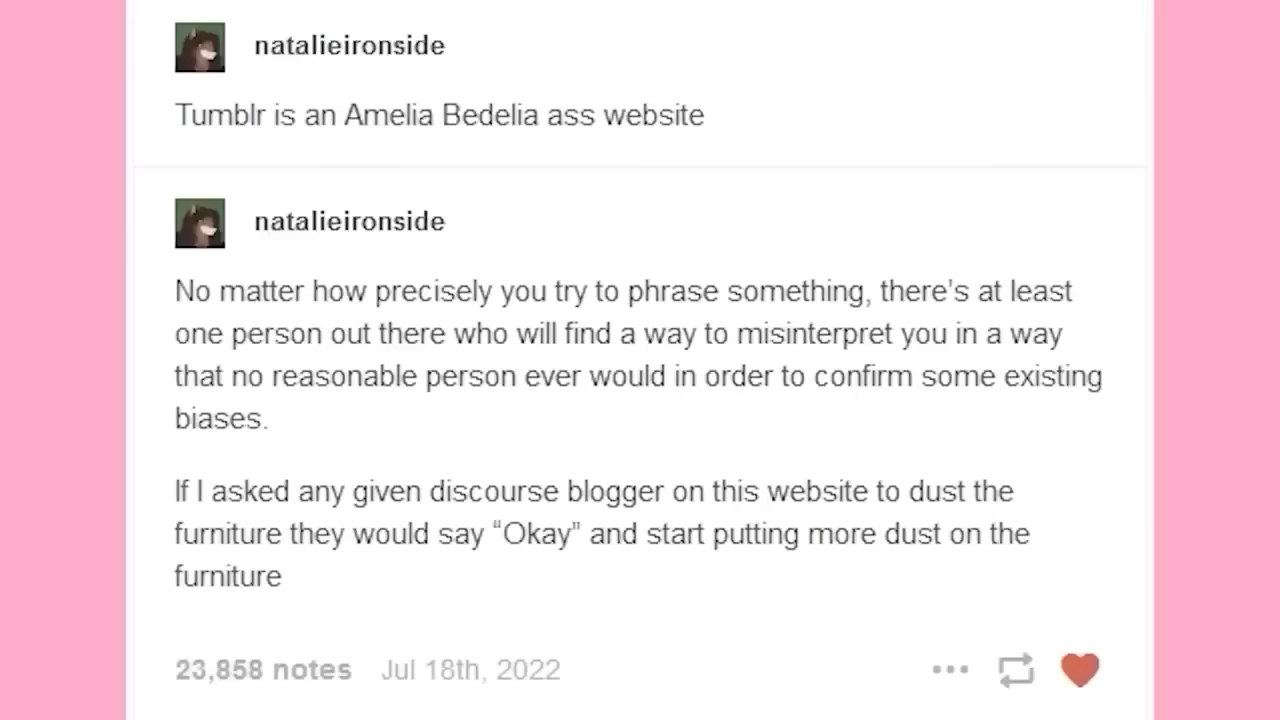 natalieironside
Tumblr is an Amelia Bedelia ass website
natalieironside
No matter how precisely you try to phrase something, there's at least
one person out there who will find a way to misinterpret you in a way
that no reasonable person ever would in order to confirm some existing
biases.
If I asked any given discourse blogger on this website to dust the
furniture they would say “Okay” and start putting more dust on the
furniture
23,858 notes Jul 18th, 2022